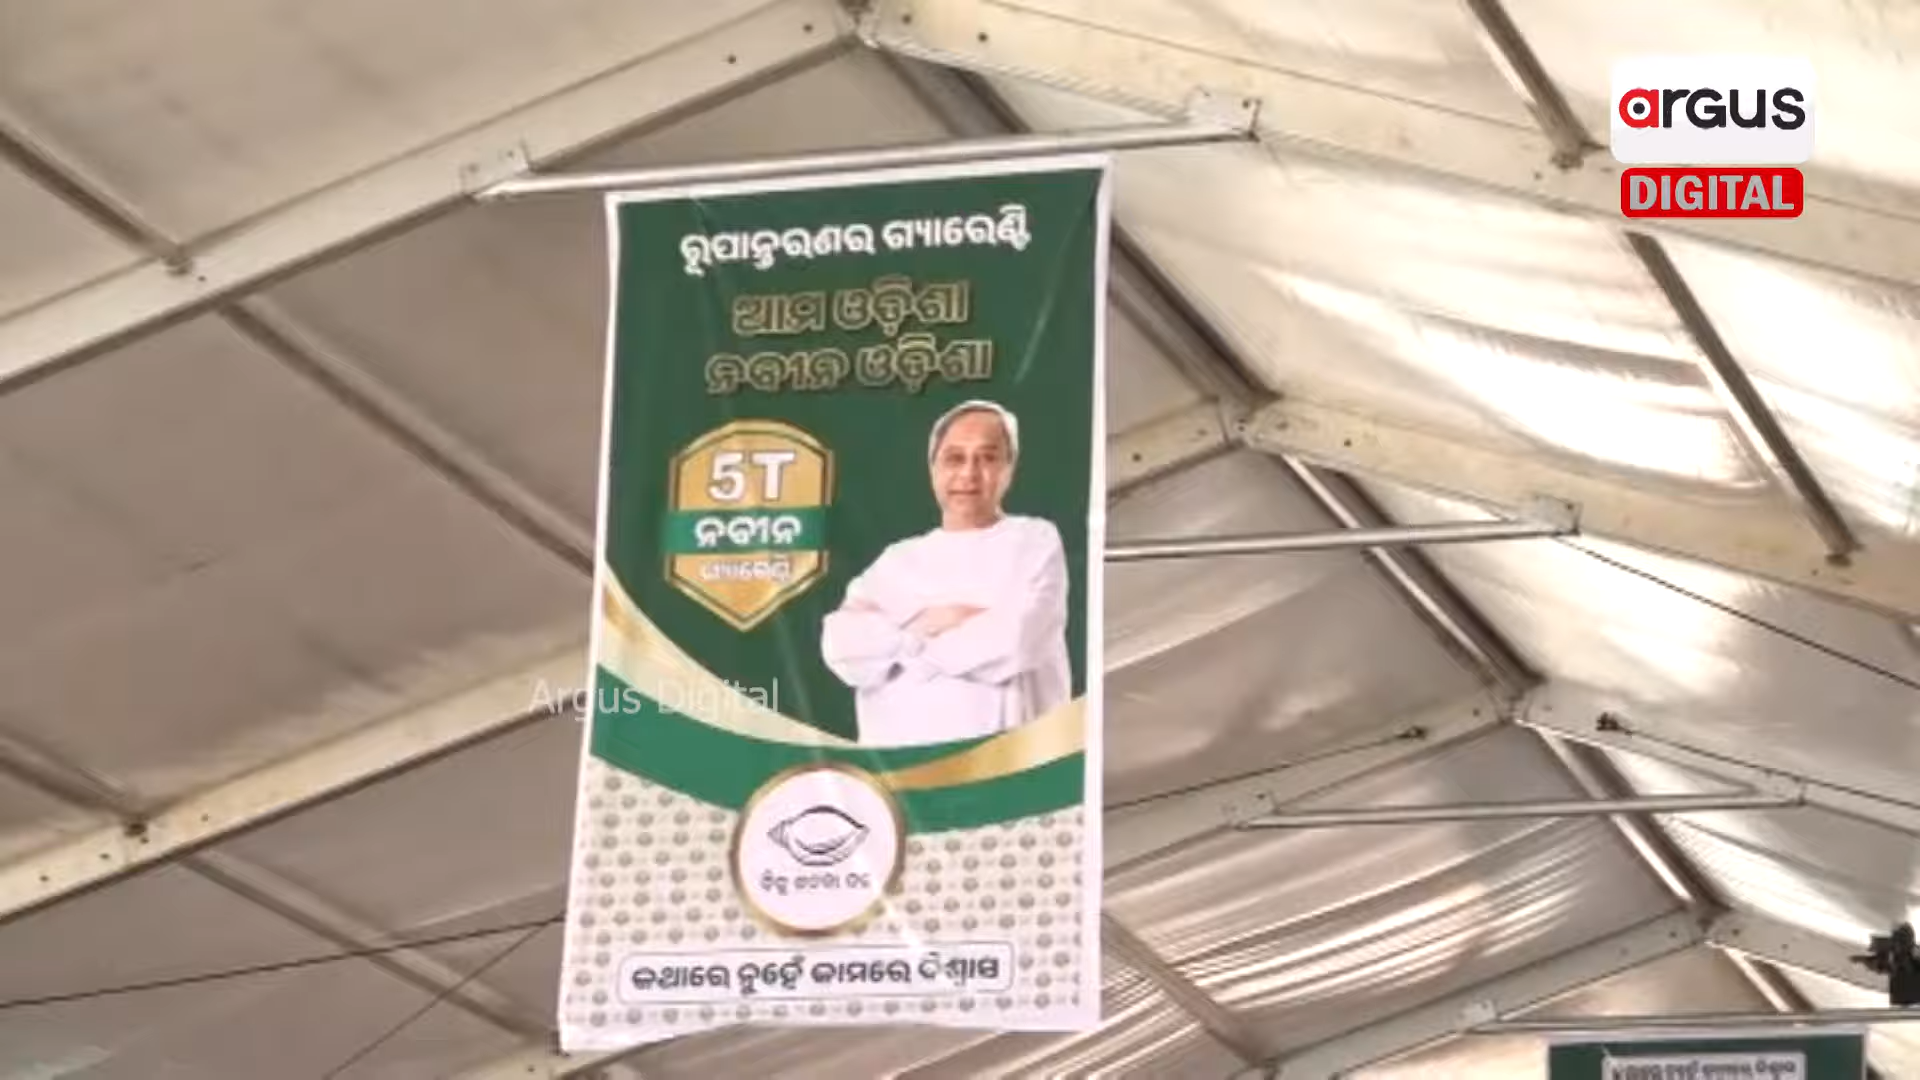 argus
DIGITAL
ରୂପାନ୍ତରଣର ଗ୍ୟାରେଣ୍ଟି
ଆମ ଓଡ଼ିଶା
ନବୀନ ଓଡ଼ିଶା
5T
ନବୀନ
ଗ୍ୟାରେଣ୍ଟି
Argus Digital
ବିଜୁ ଜନତା ଦଳ
କଥାରେ ନୁହେଁ କାମରେ ବିଶ୍ୱାସ